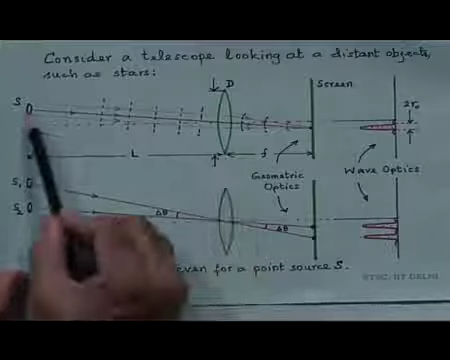 Consider a telescope looking at a distant objects,
such as stars:
S D Screen
2r₀
L f
Geometric
Optics
Wave Optics
S₁
S₂ Δθ Δθ
even for a point source S.
ETSC, IIT DELHI